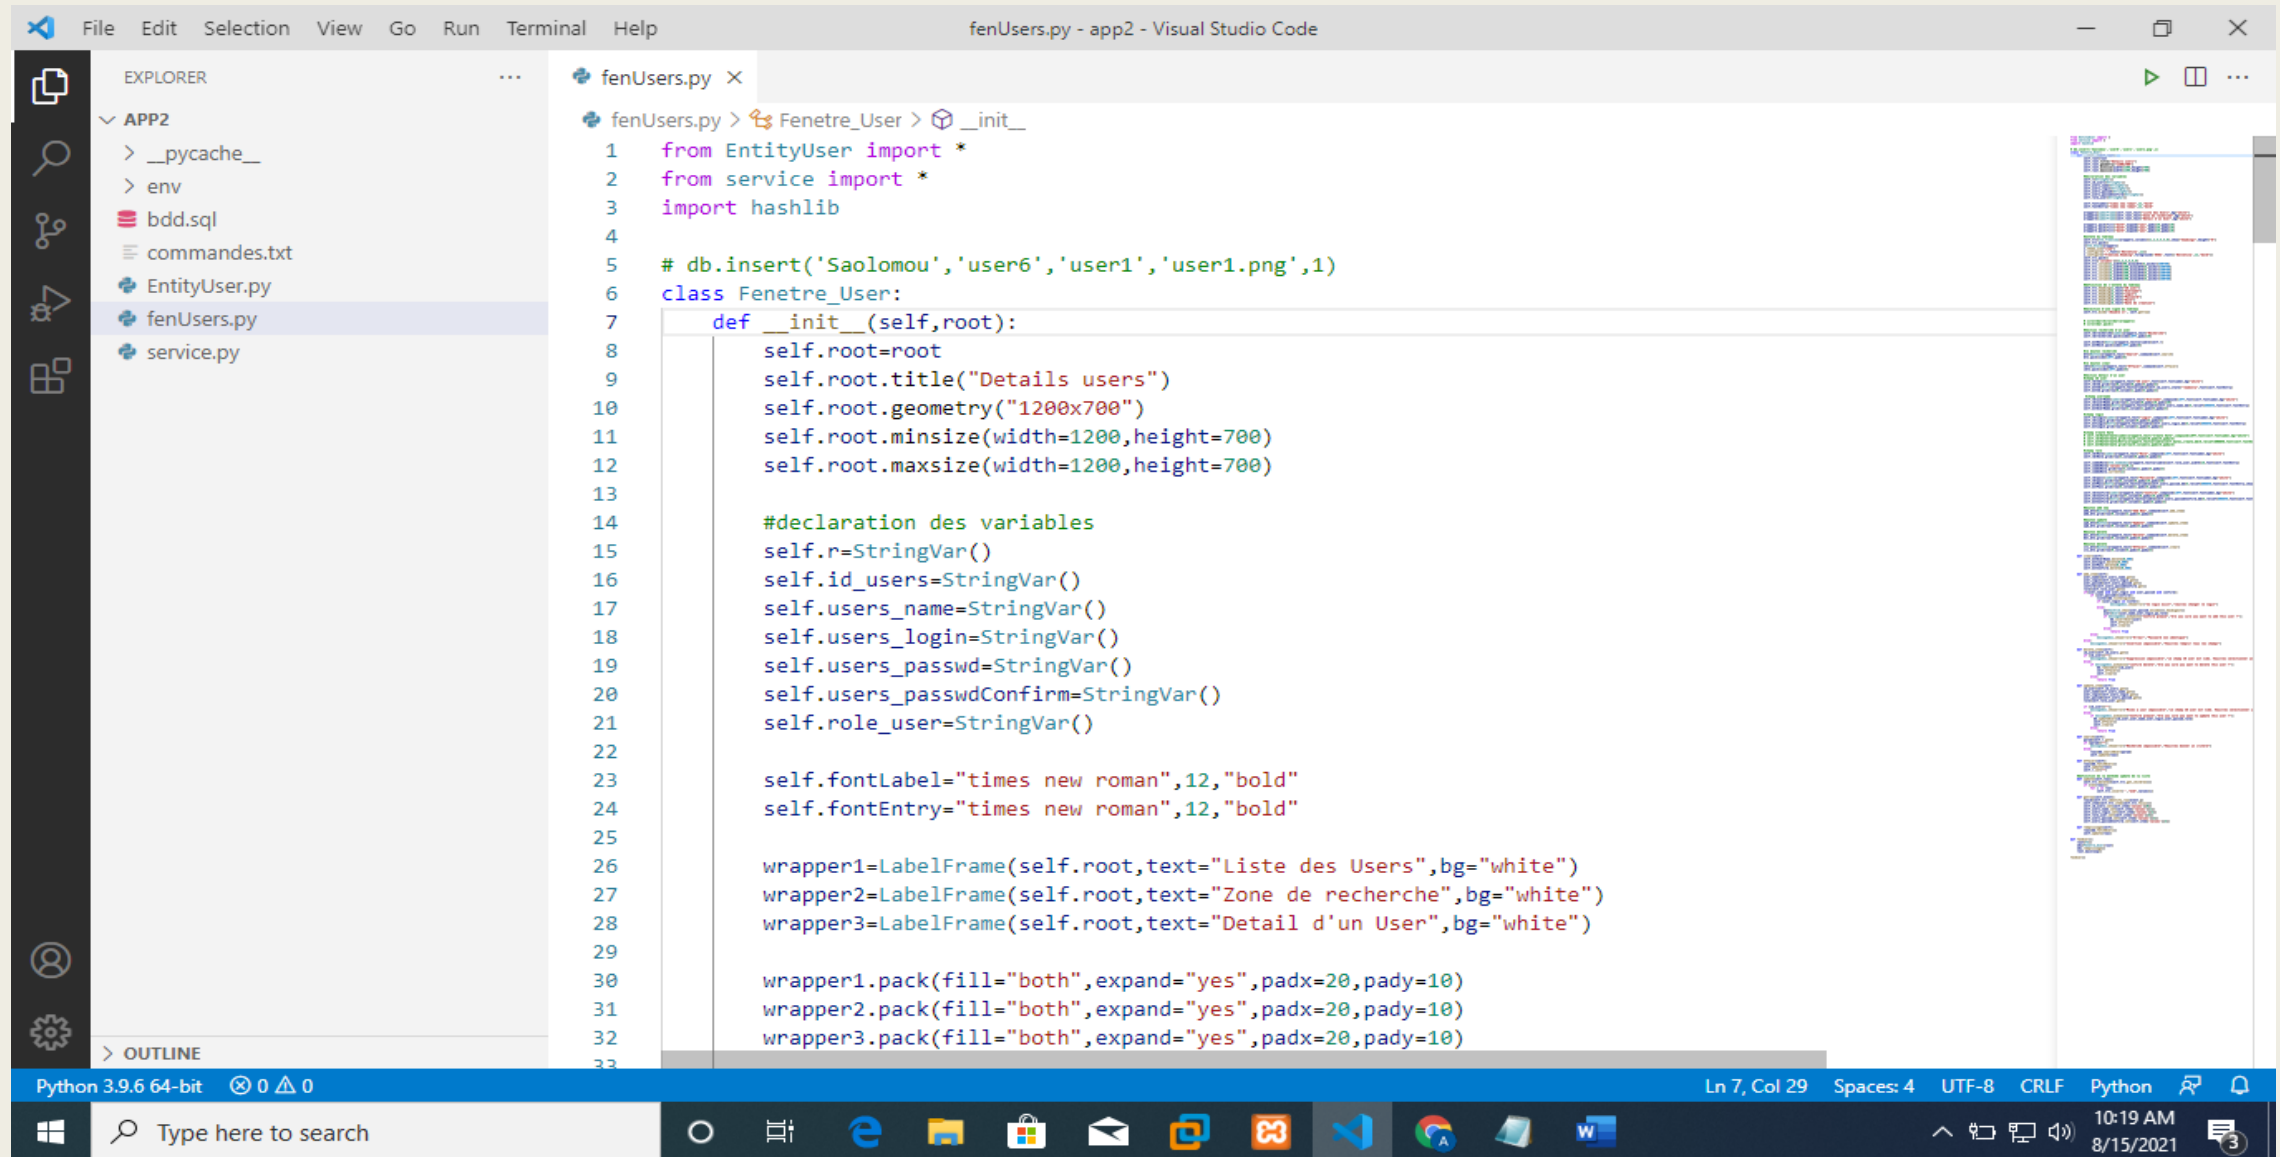 File Edit Selection View Go Run Terminal Help fenUsers.py - app2 - Visual Studio Code
EXPLORER
APP2
__pycache__
env
bdd.sql
commandes.txt
EntityUser.py
fenUsers.py
service.py
OUTLINE
fenUsers.py
fenUsers.py > Fenetre_User > __init__
1 from EntityUser import *
2 from service import *
3 import hashlib
4
5 # db.insert('Saolomou','user6','user1','user1.png',1)
6 class Fenetre_User:
7 def __init__(self,root):
8 self.root=root
9 self.root.title("Details users")
10 self.root.geometry("1200x700")
11 self.root.minsize(width=1200,height=700)
12 self.root.maxsize(width=1200,height=700)
13
14 #declaration des variables
15 self.r=StringVar()
16 self.id_users=StringVar()
17 self.users_name=StringVar()
18 self.users_login=StringVar()
19 self.users_passwd=StringVar()
20 self.users_passwdConfirm=StringVar()
21 self.role_user=StringVar()
22
23 self.fontLabel="times new roman",12,"bold"
24 self.fontEntry="times new roman",12,"bold"
25
26 wrapper1=LabelFrame(self.root,text="Liste des Users",bg="white")
27 wrapper2=LabelFrame(self.root,text="Zone de recherche",bg="white")
28 wrapper3=LabelFrame(self.root,text="Detail d'un User",bg="white")
29
30 wrapper1.pack(fill="both",expand="yes",padx=20,pady=10)
31 wrapper2.pack(fill="both",expand="yes",padx=20,pady=10)
32 wrapper3.pack(fill="both",expand="yes",padx=20,pady=10)
33
Python 3.9.6 64-bit 0 0 Ln 7, Col 29 Spaces: 4 UTF-8 CRLF Python
Type here to search
10:19 AM
8/15/2021
3